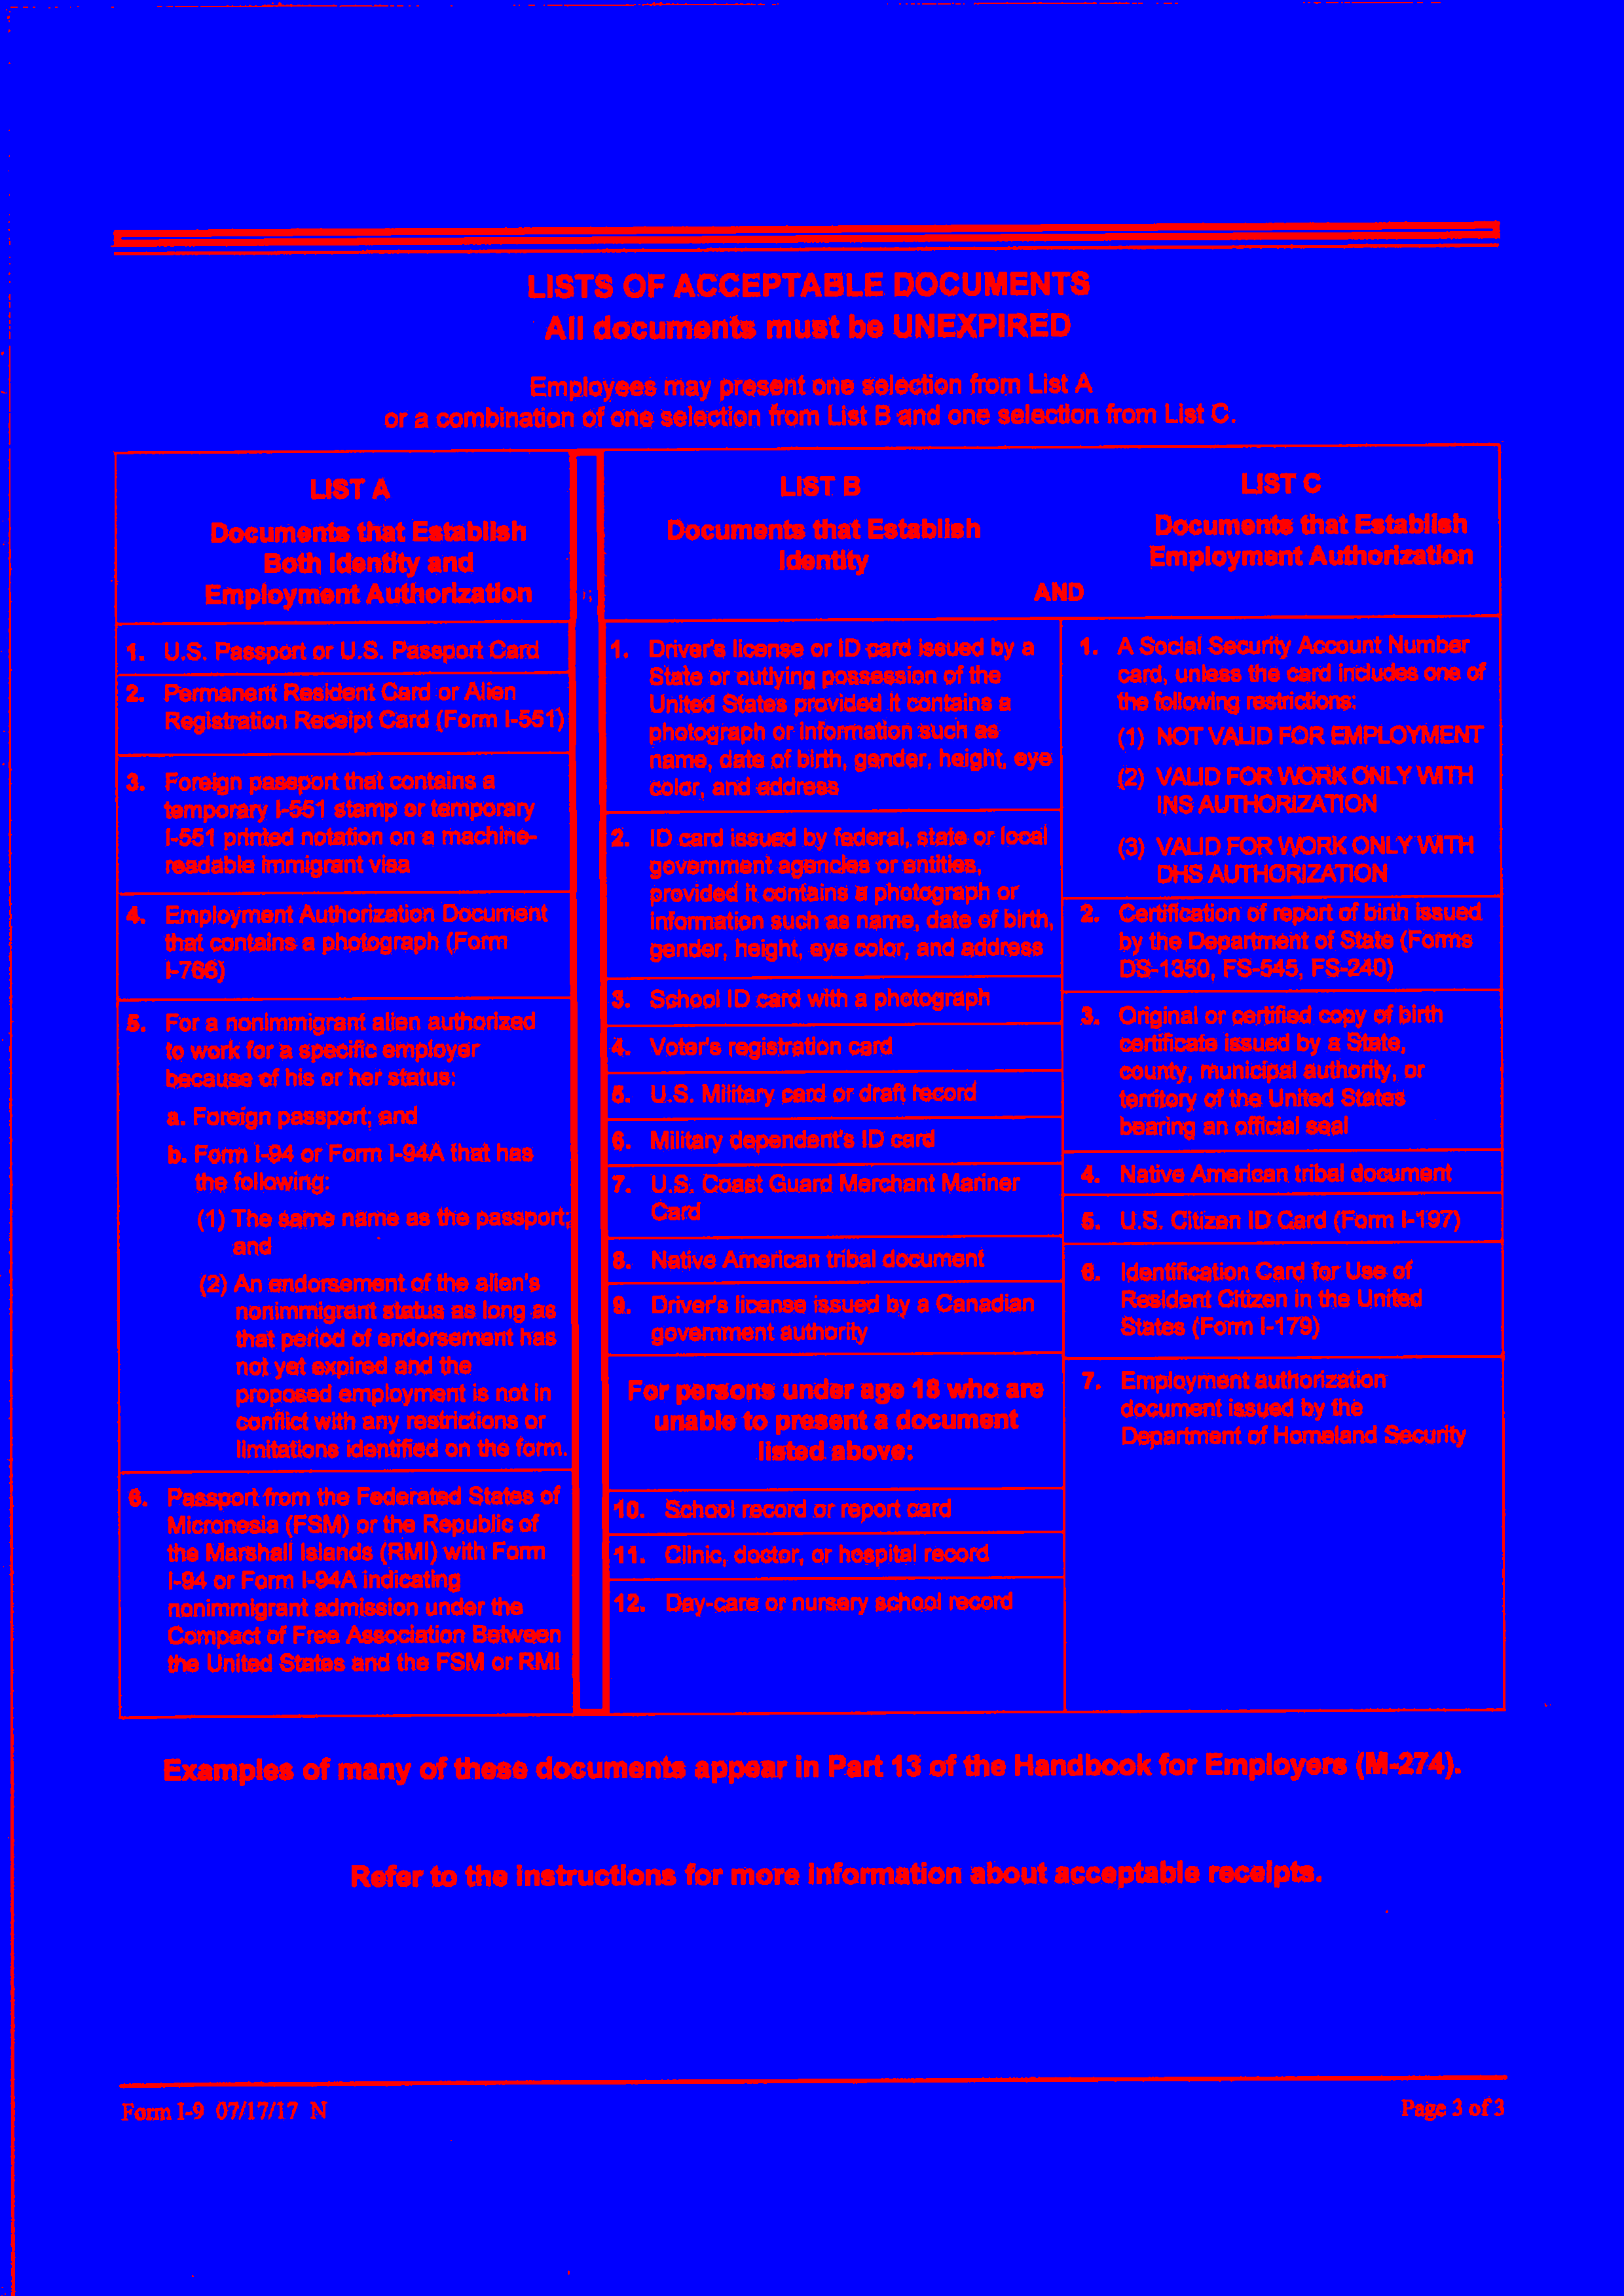 LISTS OF ACCEPTABLE DOCUMENTS
All documents must be UNEXPIRED
Employees may present one selection from List A
or a combination of one selection from List B and one selection from List C.
LIST A
Documents that Establish
Both Identity and
Employment Authorization
LIST B
Documents that Establish
Identity
AND
LIST C
Documents that Establish
Employment Authorization
1. U.S. Passport or U.S. Passport Card
2. Permanent Resident Card or Alien
Registration Receipt Card (Form I-551)
3. Foreign passport that contains a
temporary I-551 stamp or temporary
I-551 printed notation on a machine-
readable immigrant visa
4. Employment Authorization Document
that contains a photograph (Form
I-766)
5. For a nonimmigrant alien authorized
to work for a specific employer
because of his or her status:
a. Foreign passport; and
b. Form I-94 or Form I-94A that has
the following:
(1) The same name as the passport;
and
(2) An endorsement of the alien's
nonimmigrant status as long as
that period of endorsement has
not yet expired and the
proposed employment is not in
conflict with any restrictions or
limitations identified on the form.
6. Passport from the Federated States of
Micronesia (FSM) or the Republic of
the Marshall Islands (RMI) with Form
I-94 or Form I-94A indicating
nonimmigrant admission under the
Compact of Free Association Between
the United States and the FSM or RMI
1. Driver's license or ID card issued by a
State or outlying possession of the
United States provided it contains a
photograph or information such as
name, date of birth, gender, height, eye
color, and address
2. ID card issued by federal, state or local
government agencies or entities,
provided it contains a photograph or
information such as name, date of birth,
gender, height, eye color, and address
3. School ID card with a photograph
4. Voter's registration card
5. U.S. Military card or draft record
6. Military dependent's ID card
7. U.S. Coast Guard Merchant Mariner
Card
8. Native American tribal document
9. Driver's license issued by a Canadian
government authority
For persons under age 18 who are
unable to present a document
listed above:
10. School record or report card
11. Clinic, doctor, or hospital record
12. Day-care or nursery school record
1. A Social Security Account Number
card, unless the card includes one of
the following restrictions:
(1) NOT VALID FOR EMPLOYMENT
(2) VALID FOR WORK ONLY WITH
INS AUTHORIZATION
(3) VALID FOR WORK ONLY WITH
DHS AUTHORIZATION
2. Certification of report of birth issued
by the Department of State (Forms
DS-1350, FS-545, FS-240)
3. Original or certified copy of birth
certificate issued by a State,
county, municipal authority, or
territory of the United States
bearing an official seal
4. Native American tribal document
5. U.S. Citizen ID Card (Form I-197)
6. Identification Card for Use of
Resident Citizen in the United
States (Form I-179)
7. Employment authorization
document issued by the
Department of Homeland Security
Examples of many of these documents appear in Part 13 of the Handbook for Employers (M-274).
Refer to the instructions for more information about acceptable receipts.
Form I-9 07/17/17 N
Page 3 of 3